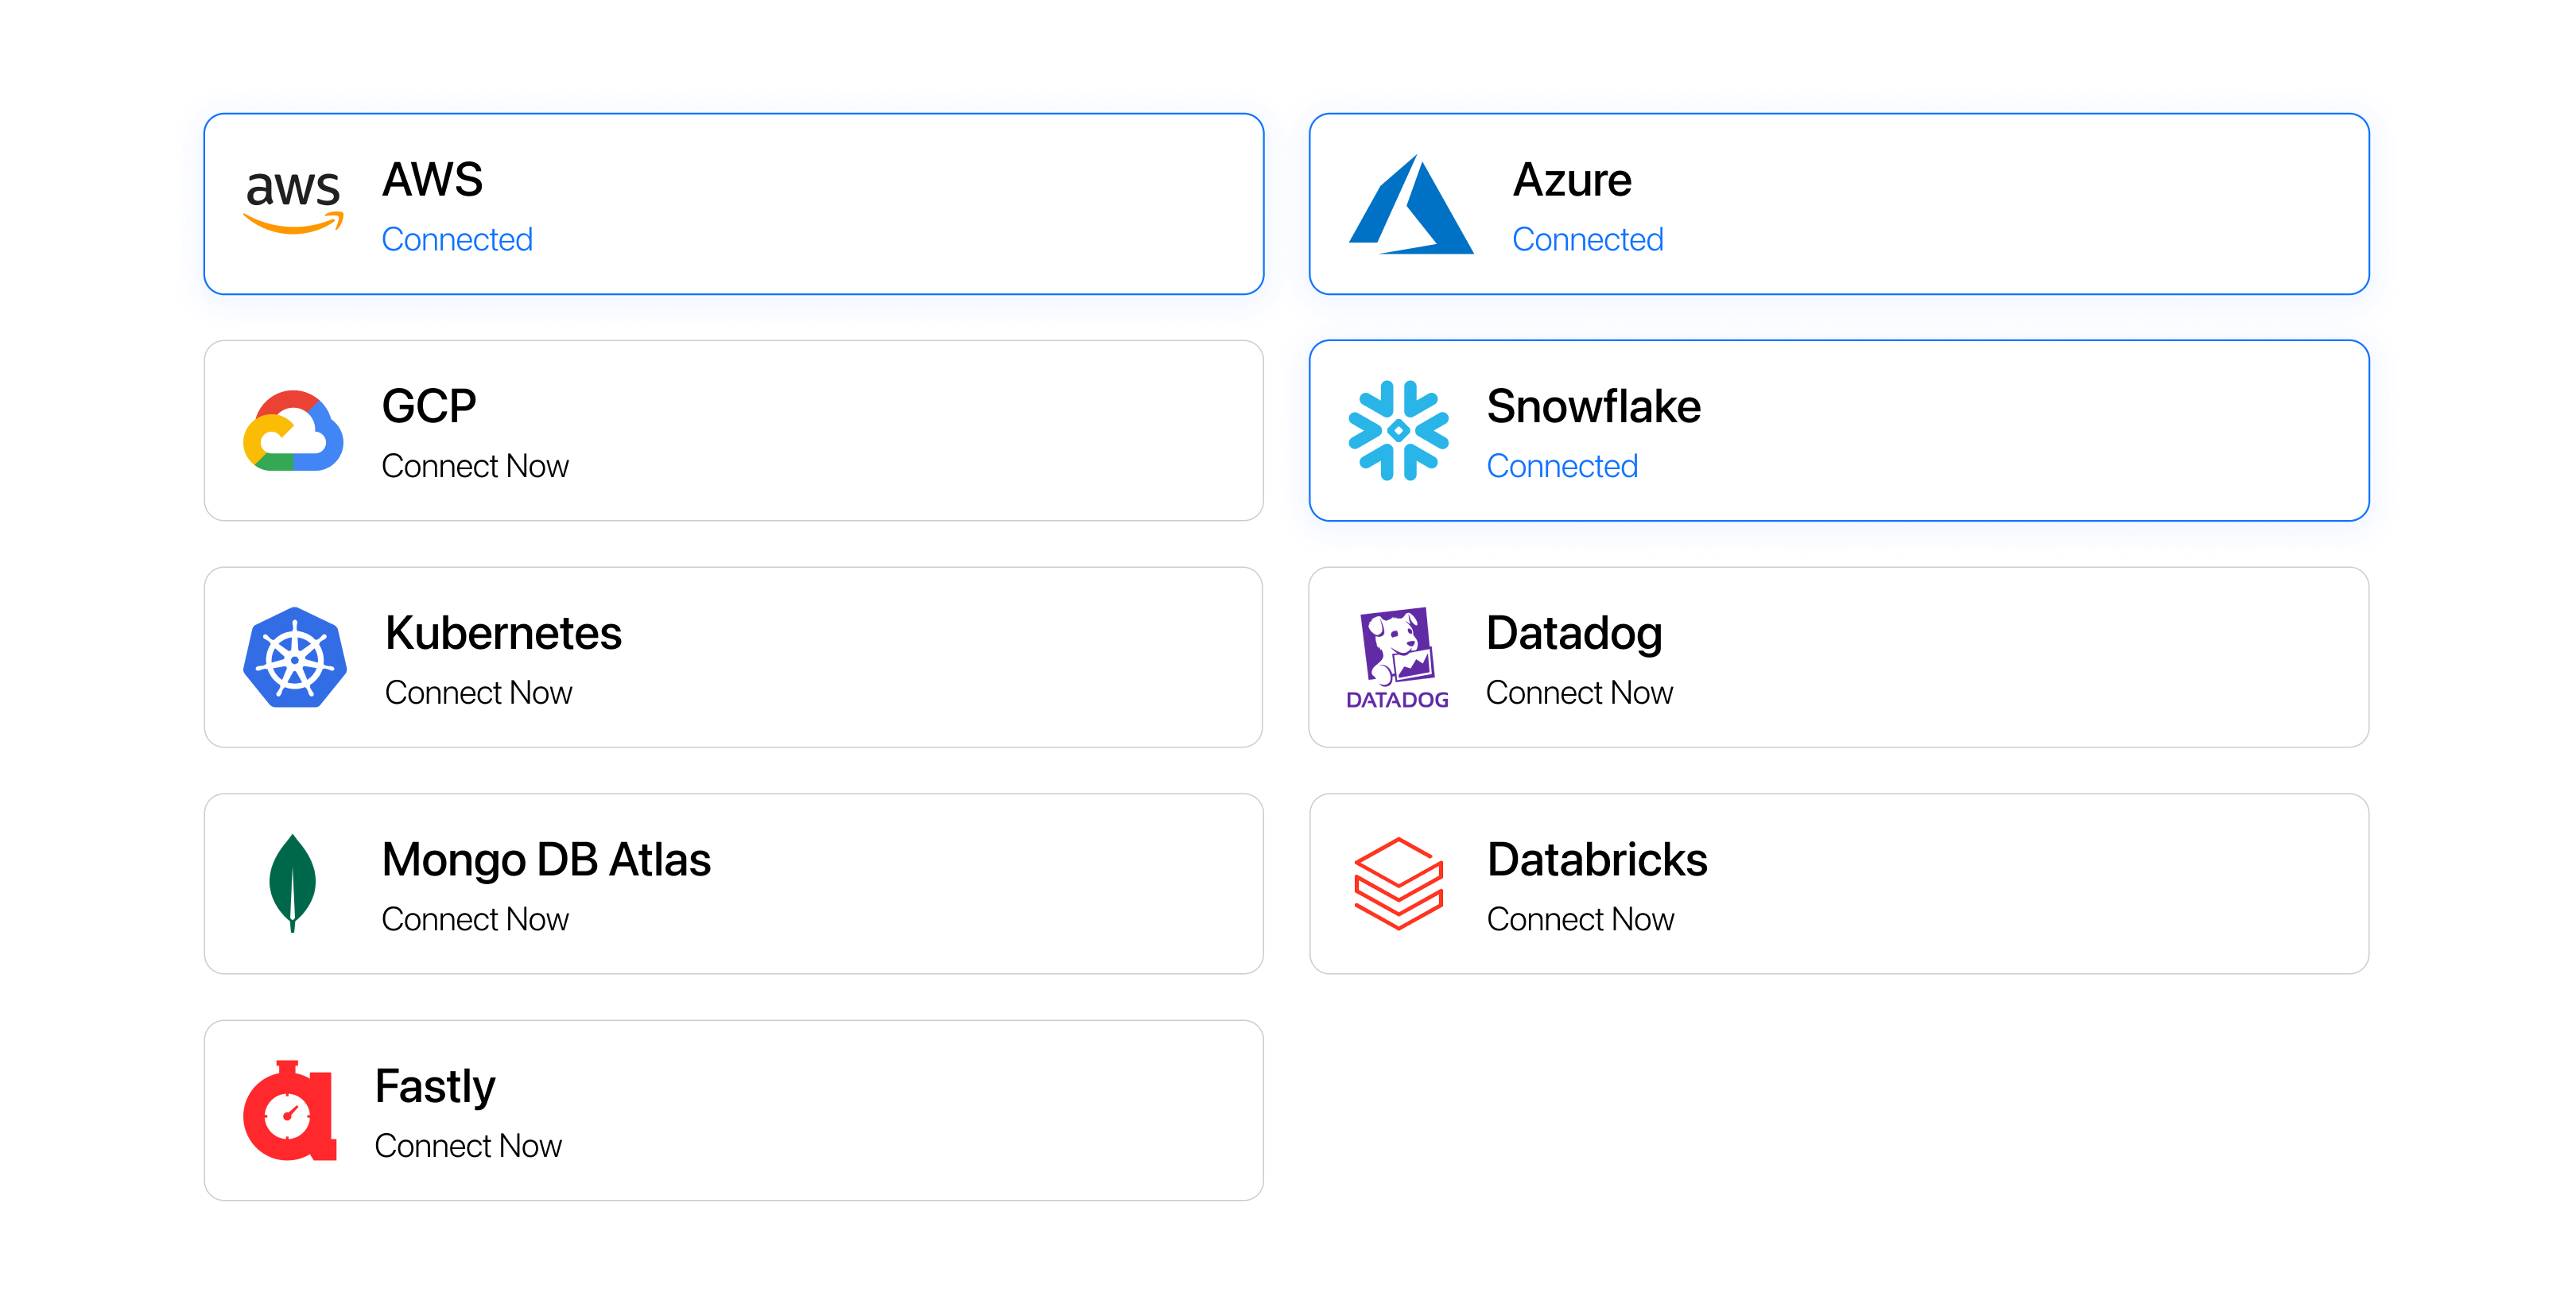 aws
AWS
Connected
Azure
Connected
GCP
Connect Now
Snowflake
Connected
Kubernetes
Connect Now
DATADOG
Datadog
Connect Now
Mongo DB Atlas
Connect Now
Databricks
Connect Now
Fastly
Connect Now